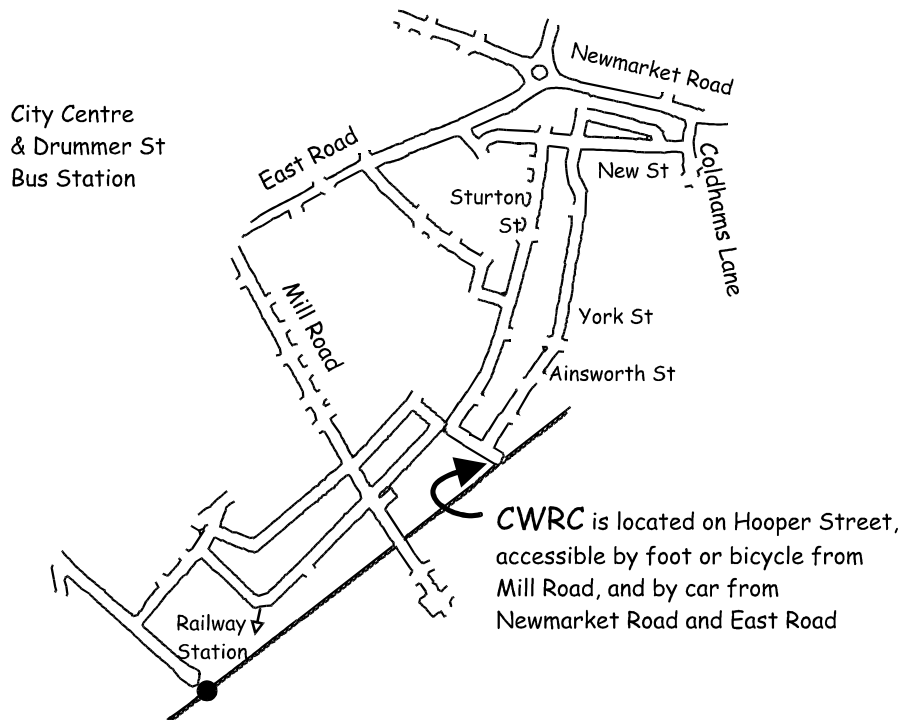 Newmarket Road
City Centre
& Drummer St
Bus Station
East Road
New St
Coldhams Lane
Sturton
St
Mill Road
York St
Ainsworth St
CWRC is located on Hooper Street,
accessible by foot or bicycle from
Mill Road, and by car from
Newmarket Road and East Road
Railway
Station